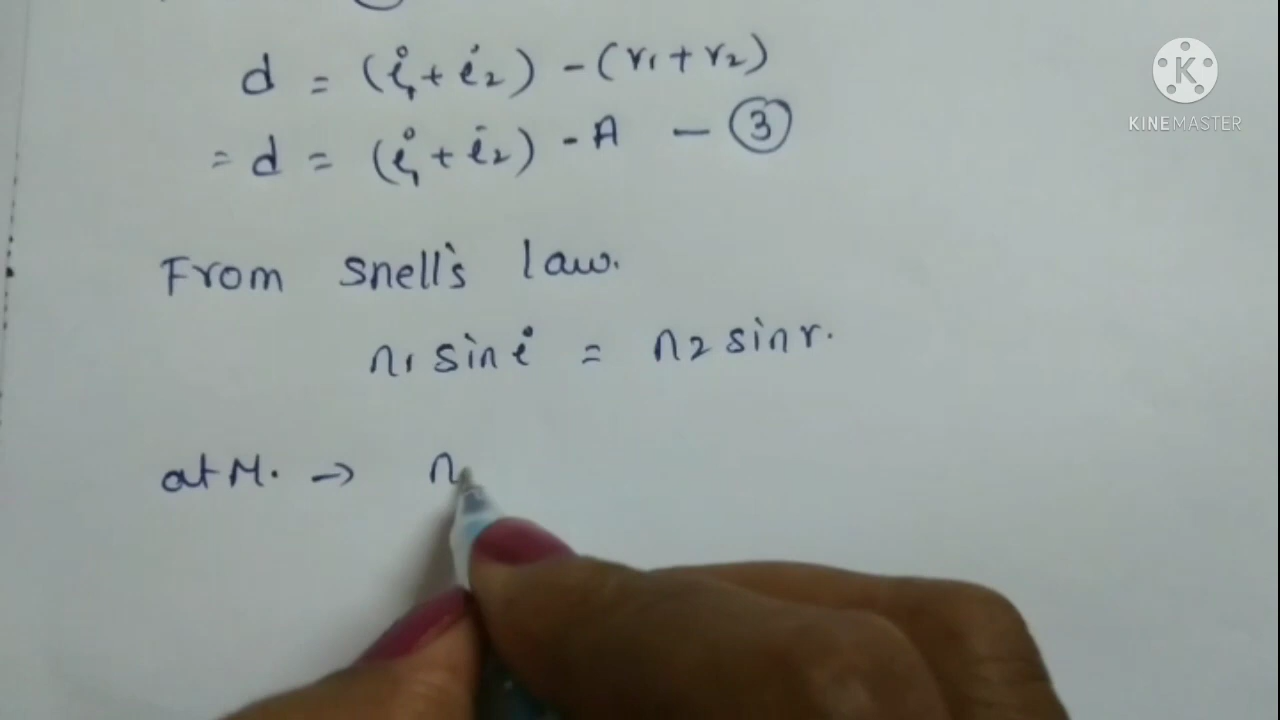 d = (i₁ + i₂) - (r₁ + r₂)
= d = (i₁ + i₂) - A — ③
From Snell's law.
n₁ sin i = n₂ sin r.
at M. → n
K
KINEMASTER